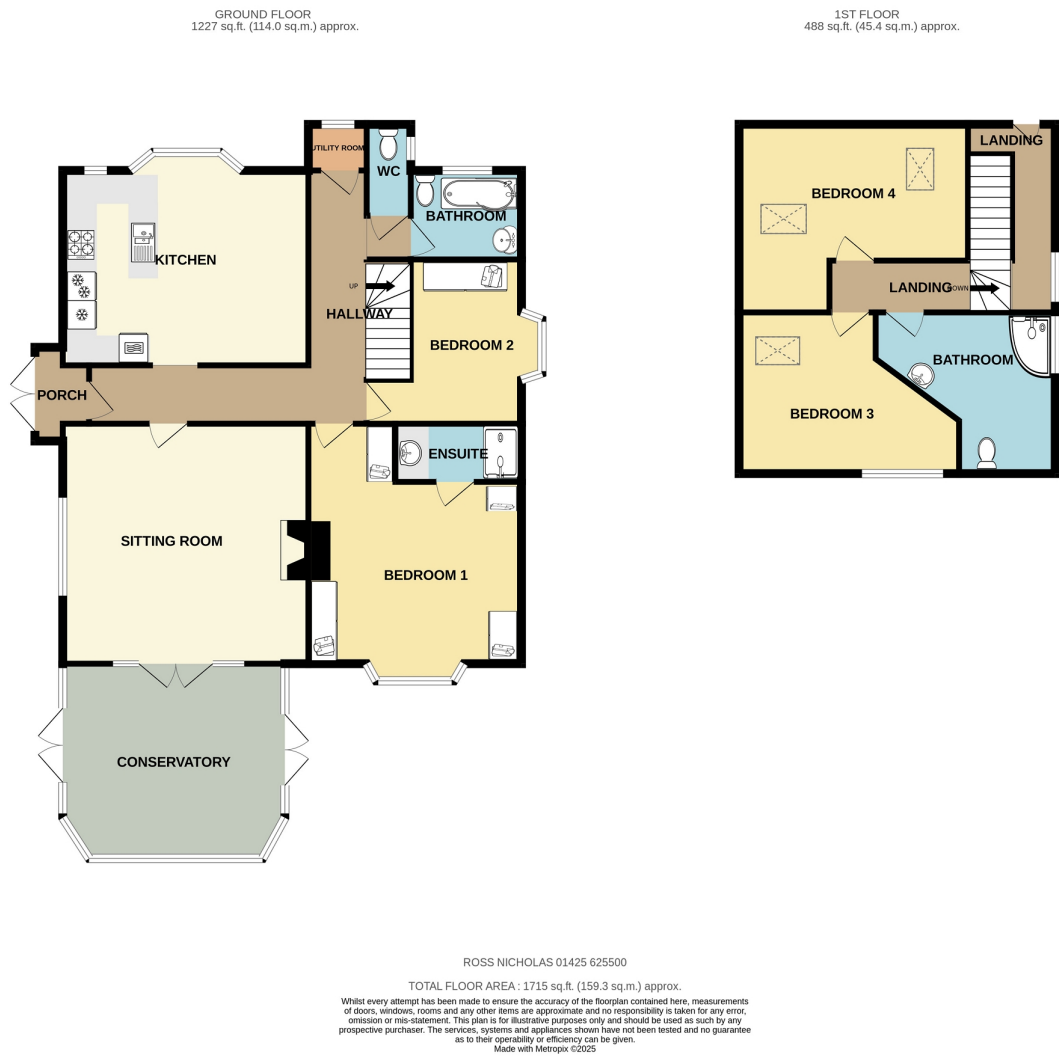 GROUND FLOOR
1227 sq.ft. (114.0 sq.m.) approx.
1ST FLOOR
488 sq.ft. (45.4 sq.m.) approx.
UTILITY ROOM
WC
BATHROOM
KITCHEN
UP
HALLWAY
BEDROOM 2
PORCH
ENSUITE
SITTING ROOM
BEDROOM 1
CONSERVATORY
LANDING
BEDROOM 4
LANDING
DOWN
BATHROOM
BEDROOM 3
ROSS NICHOLAS 01425 625500
TOTAL FLOOR AREA : 1715 sq.ft. (159.3 sq.m.) approx.
Whilst every attempt has been made to ensure the accuracy of the floorplan contained here, measurements
of doors, windows, rooms and any other items are approximate and no responsibility is taken for any error,
omission or mis-statement. This plan is for illustrative purposes only and should be used as such by any
prospective purchaser. The services, systems and appliances shown have not been tested and no guarantee
as to their operability or efficiency can be given.
Made with Metropix ©2025